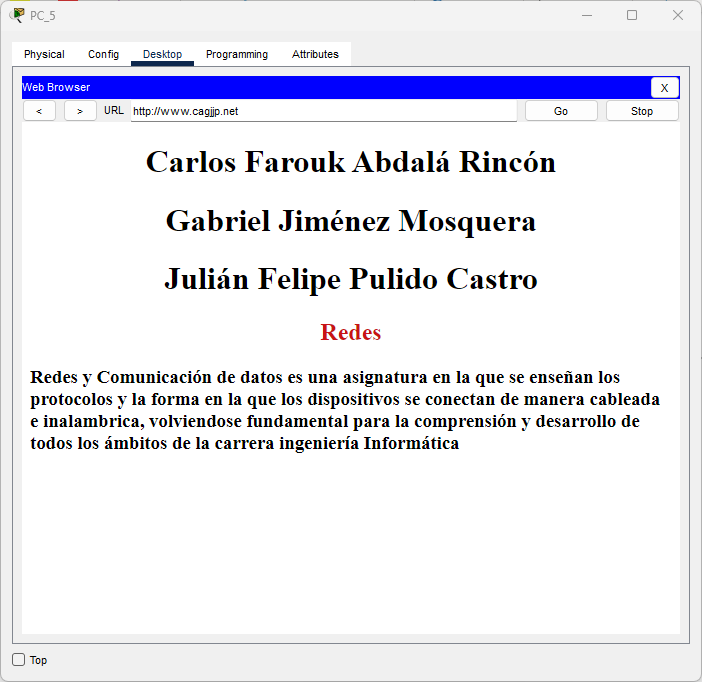 PC_5
Physical Config Desktop Programming Attributes
Web Browser X
< > URL http://www.cagjjp.net Go Stop
Carlos Farouk Abdalá Rincón
Gabriel Jiménez Mosquera
Julián Felipe Pulido Castro
Redes
Redes y Comunicación de datos es una asignatura en la que se enseñan los
protocolos y la forma en la que los dispositivos se conectan de manera cableada
e inalambrica, volviendose fundamental para la comprensión y desarrollo de
todos los ámbitos de la carrera ingeniería Informática
Top